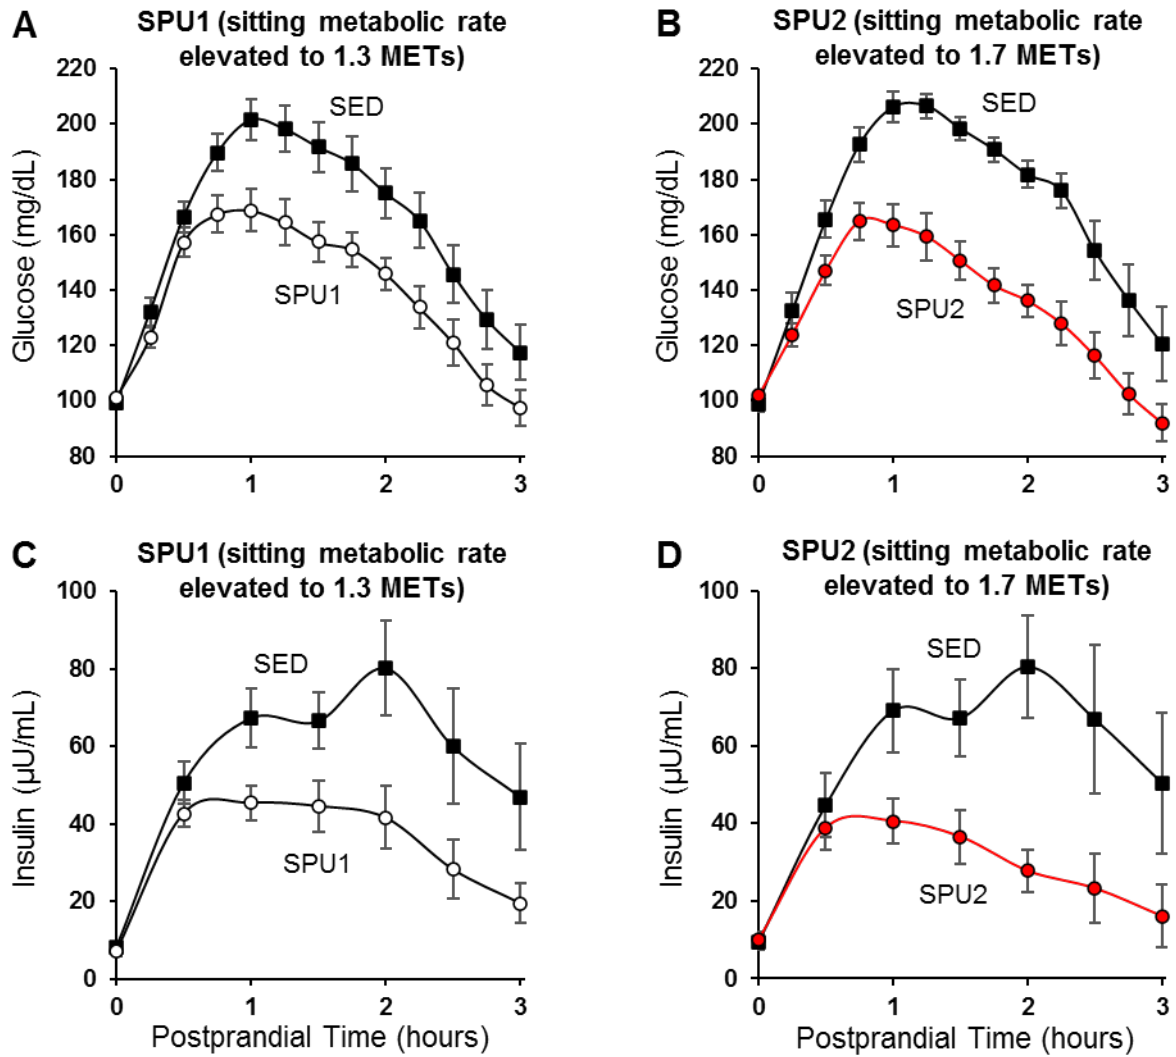 A
SPU1 (sitting metabolic rate
elevated to 1.3 METs)
220
200
180
160
140
120
100
80
Glucose (mg/dL)
SED
SPU1
0
1
2
3
B
SPU2 (sitting metabolic rate
elevated to 1.7 METs)
220
200
180
160
140
120
100
80
Glucose (mg/dL)
SED
SPU2
0
1
2
3
C
SPU1 (sitting metabolic rate
elevated to 1.3 METs)
100
80
60
40
20
0
Insulin (µU/mL)
SED
SPU1
0
1
2
3
Postprandial Time (hours)
D
SPU2 (sitting metabolic rate
elevated to 1.7 METs)
100
80
60
40
20
0
Insulin (µU/mL)
SED
SPU2
0
1
2
3
Postprandial Time (hours)